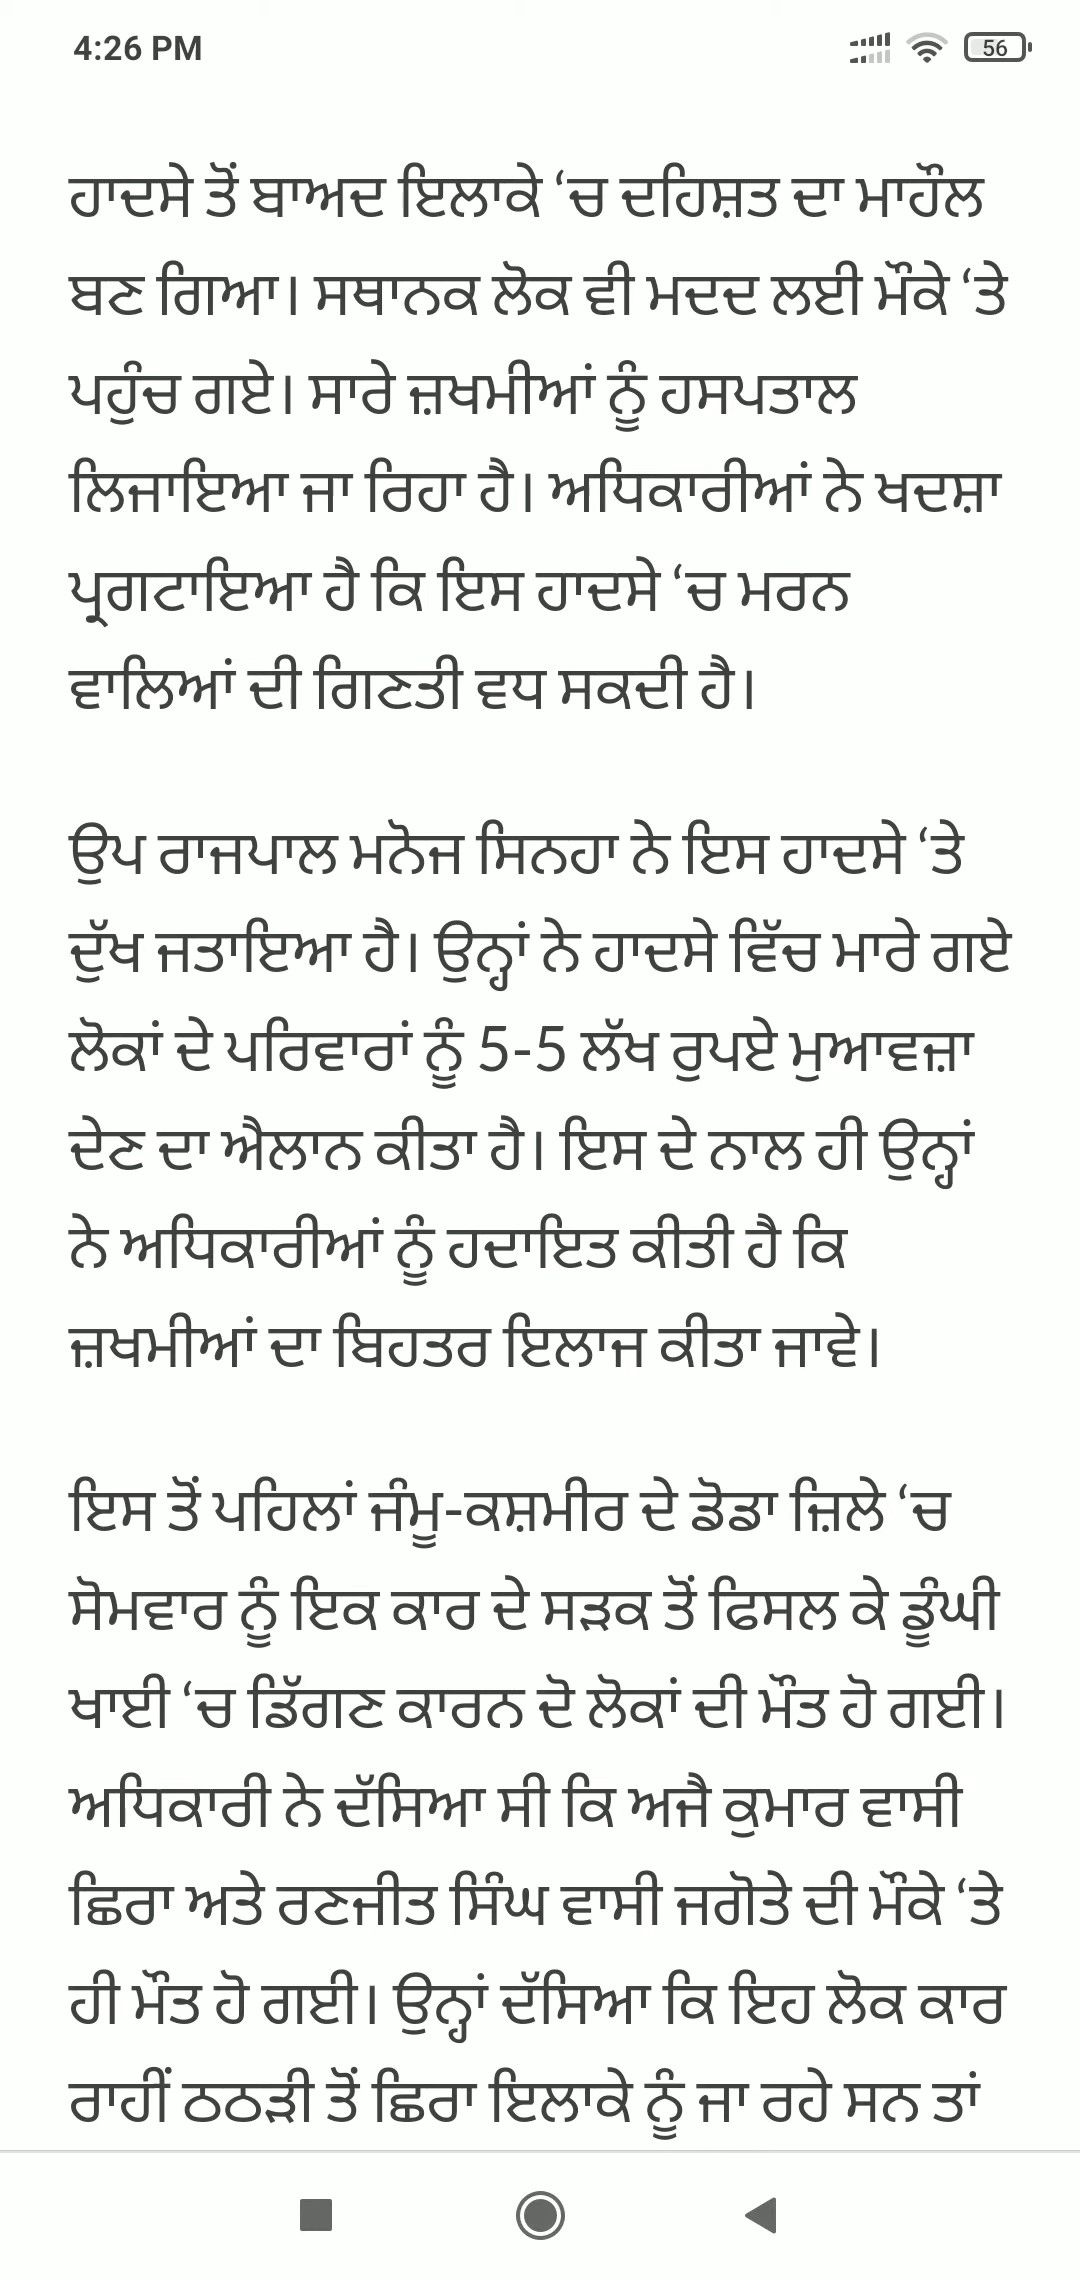 4:26 PM
56
ਹਾਦਸੇ ਤੋਂ ਬਾਅਦ ਇਲਾਕੇ ‘ਚ ਦਹਿਸ਼ਤ ਦਾ ਮਾਹੌਲ
ਬਣ ਗਿਆ। ਸਥਾਨਕ ਲੋਕ ਵੀ ਮਦਦ ਲਈ ਮੌਕੇ ‘ਤੇ
ਪਹੁੰਚ ਗਏ। ਸਾਰੇ ਜ਼ਖਮੀਆਂ ਨੂੰ ਹਸਪਤਾਲ
ਲਿਜਾਇਆ ਜਾ ਰਿਹਾ ਹੈ। ਅਧਿਕਾਰੀਆਂ ਨੇ ਖਦਸ਼ਾ
ਪ੍ਰਗਟਾਇਆ ਹੈ ਕਿ ਇਸ ਹਾਦਸੇ ‘ਚ ਮਰਨ
ਵਾਲਿਆਂ ਦੀ ਗਿਣਤੀ ਵਧ ਸਕਦੀ ਹੈ।
ਉਪ ਰਾਜਪਾਲ ਮਨੋਜ ਸਿਨਹਾ ਨੇ ਇਸ ਹਾਦਸੇ ‘ਤੇ
ਦੁੱਖ ਜਤਾਇਆ ਹੈ। ਉਨ੍ਹਾਂ ਨੇ ਹਾਦਸੇ ਵਿੱਚ ਮਾਰੇ ਗਏ
ਲੋਕਾਂ ਦੇ ਪਰਿਵਾਰਾਂ ਨੂੰ 5-5 ਲੱਖ ਰੁਪਏ ਮੁਆਵਜ਼ਾ
ਦੇਣ ਦਾ ਐਲਾਨ ਕੀਤਾ ਹੈ। ਇਸ ਦੇ ਨਾਲ ਹੀ ਉਨ੍ਹਾਂ
ਨੇ ਅਧਿਕਾਰੀਆਂ ਨੂੰ ਹਦਾਇਤ ਕੀਤੀ ਹੈ ਕਿ
ਜ਼ਖਮੀਆਂ ਦਾ ਬਿਹਤਰ ਇਲਾਜ ਕੀਤਾ ਜਾਵੇ।
ਇਸ ਤੋਂ ਪਹਿਲਾਂ ਜੰਮੂ-ਕਸ਼ਮੀਰ ਦੇ ਡੋਡਾ ਜ਼ਿਲੇ ‘ਚ
ਸੋਮਵਾਰ ਨੂੰ ਇਕ ਕਾਰ ਦੇ ਸੜਕ ਤੋਂ ਫਿਸਲ ਕੇ ਡੂੰਘੀ
ਖਾਈ ‘ਚ ਡਿੱਗਣ ਕਾਰਨ ਦੋ ਲੋਕਾਂ ਦੀ ਮੌਤ ਹੋ ਗਈ।
ਅਧਿਕਾਰੀ ਨੇ ਦੱਸਿਆ ਸੀ ਕਿ ਅਜੈ ਕੁਮਾਰ ਵਾਸੀ
ਛਿਰਾ ਅਤੇ ਰਣਜੀਤ ਸਿੰਘ ਵਾਸੀ ਜਗੋਤੇ ਦੀ ਮੌਕੇ ‘ਤੇ
ਹੀ ਮੌਤ ਹੋ ਗਈ। ਉਨ੍ਹਾਂ ਦੱਸਿਆ ਕਿ ਇਹ ਲੋਕ ਕਾਰ
ਰਾਹੀਂ ਠਠੜੀ ਤੋਂ ਛਿਰਾ ਇਲਾਕੇ ਨੂੰ ਜਾ ਰਹੇ ਸਨ ਤਾਂ